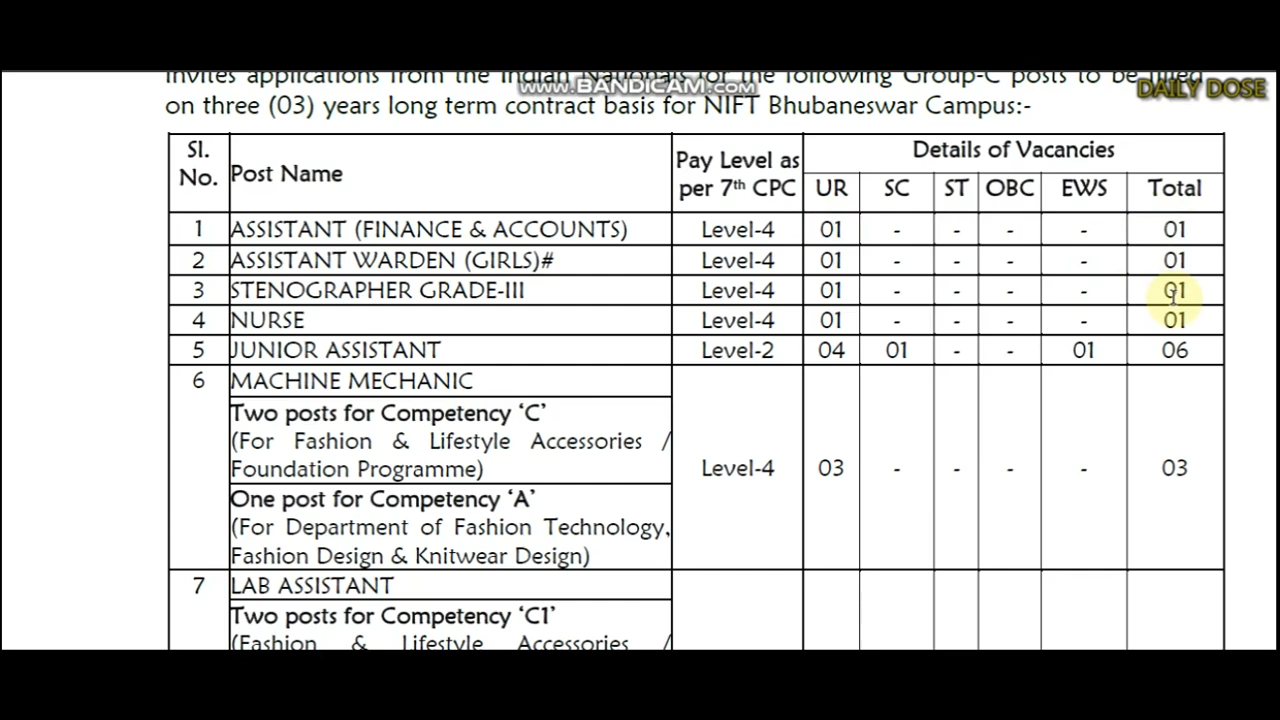 invites applications from the Indian Nationals for the following Group-C posts to be filled
WWW.BANDICAM.COM
DAILY DOSE
on three (03) years long term contract basis for NIFT Bhubaneswar Campus:-
Sl. No. Post Name Pay Level as per 7th CPC Details of Vacancies
UR SC ST OBC EWS Total
1 ASSISTANT (FINANCE & ACCOUNTS) Level-4 01 - - - - 01
2 ASSISTANT WARDEN (GIRLS)# Level-4 01 - - - - 01
3 STENOGRAPHER GRADE-III Level-4 01 - - - - 01
4 NURSE Level-4 01 - - - - 01
5 JUNIOR ASSISTANT Level-2 04 01 - - 01 06
6 MACHINE MECHANIC
Two posts for Competency ‘C’
(For Fashion & Lifestyle Accessories /
Foundation Programme) Level-4 03 - - - - 03
One post for Competency ‘A’
(For Department of Fashion Technology,
Fashion Design & Knitwear Design)
7 LAB ASSISTANT
Two posts for Competency ‘C1’
(Fashion & Lifestyle Accessories /